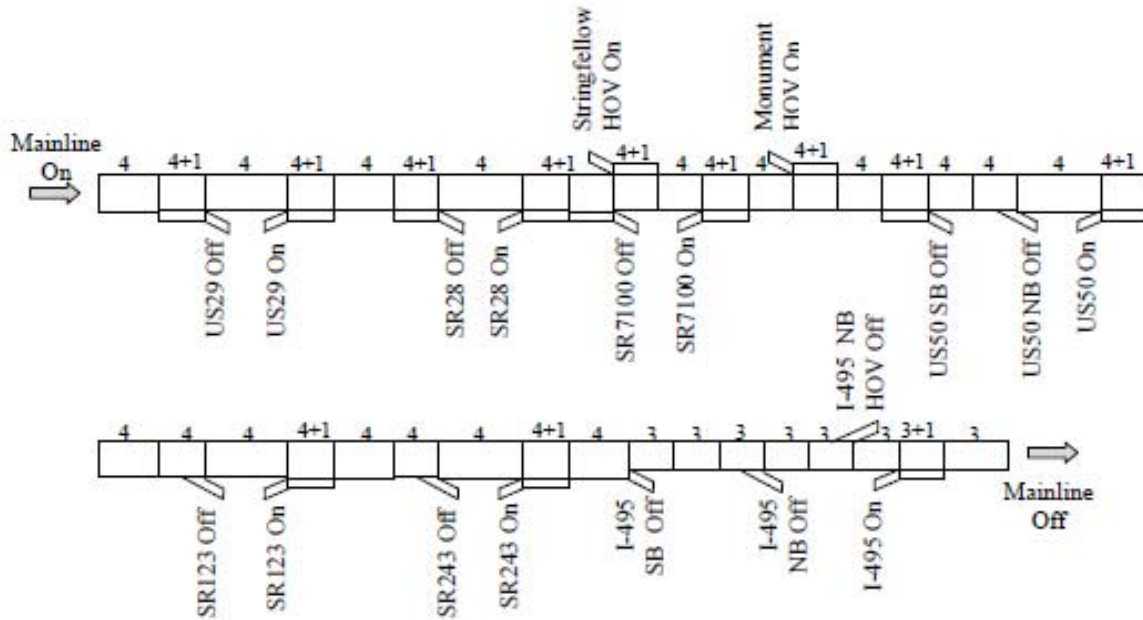 Stringfellow
HOV On
Monument
HOV On
Mainline
On
4 4+1 4 4+1 4 4+1 4 4+1 4+1 4 4+1 4 4+1 4 4+1 4 4 4 4+1
US29 Off
US29 On
SR28 Off
SR28 On
SR7100 Off
SR7100 On
US50 SB Off
US50 NB Off
US50 On
I-495 NB
HOV Off
4 4 4 4+1 4 4 4 4+1 4 3 3 3 3 3 3 3+1 3
SR123 Off
SR123 On
SR243 Off
SR243 On
I-495
SB Off
I-495
NB Off
I-495 On
Mainline
Off